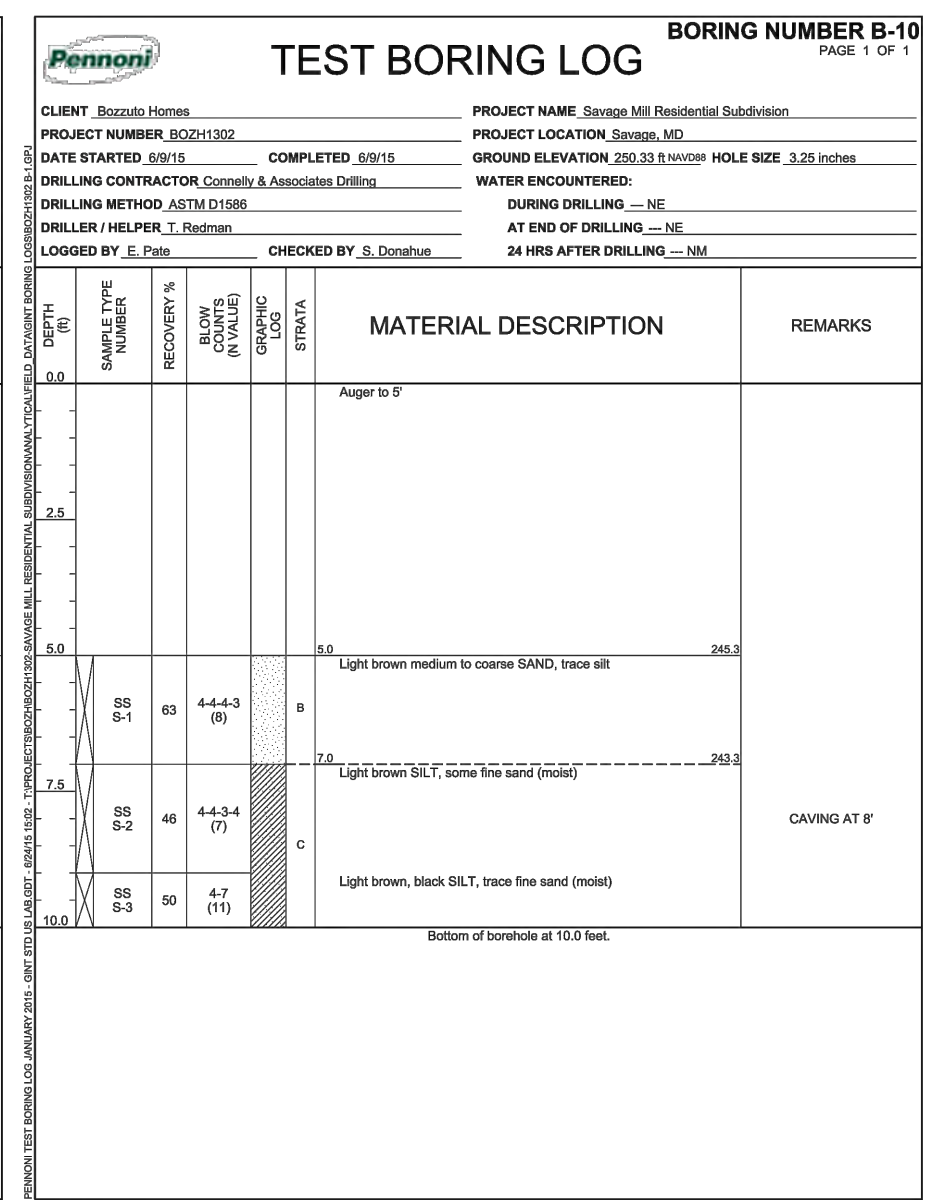 BORING NUMBER B-10
PAGE 1 OF 1
Pennoni
TEST BORING LOG
CLIENT Bozzuto Homes
PROJECT NAME Savage Mill Residential Subdivision
PROJECT NUMBER BOZH1302
PROJECT LOCATION Savage, MD
DATE STARTED 6/9/15 COMPLETED 6/9/15
GROUND ELEVATION 250.33 ft NAVD88 HOLE SIZE 3.25 inches
DRILLING CONTRACTOR Connelly & Associates Drilling
WATER ENCOUNTERED:
DRILLING METHOD ASTM D1586
DURING DRILLING --- NE
DRILLER / HELPER T. Redman
AT END OF DRILLING --- NE
LOGGED BY E. Pate CHECKED BY S. Donahue
24 HRS AFTER DRILLING --- NM
DEPTH
(ft)
SAMPLE TYPE
NUMBER
RECOVERY %
BLOW
COUNTS
(N VALUE)
GRAPHIC
LOG
STRATA
MATERIAL DESCRIPTION
REMARKS
0.0
Auger to 5'
2.5
5.0
5.0 245.3
Light brown medium to coarse SAND, trace silt
SS
S-1
63
4-4-4-3
(8)
B
7.0 243.3
Light brown SILT, some fine sand (moist)
7.5
SS
S-2
46
4-4-3-4
(7)
CAVING AT 8'
C
Light brown, black SILT, trace fine sand (moist)
SS
S-3
50
4-7
(11)
10.0
Bottom of borehole at 10.0 feet.
PENNONI TEST BORING LOG JANUARY 2015 - GINT STD US LAB.GDT - 6/24/15 15:02 - T:\PROJECTS\BOZH\BOZH1302-SAVAGE MILL RESIDENTIAL SUBDIVISION\ANALYTICAL\FIELD_DATA\GINT BORING LOGS\BOZH1302 B-1.GPJ